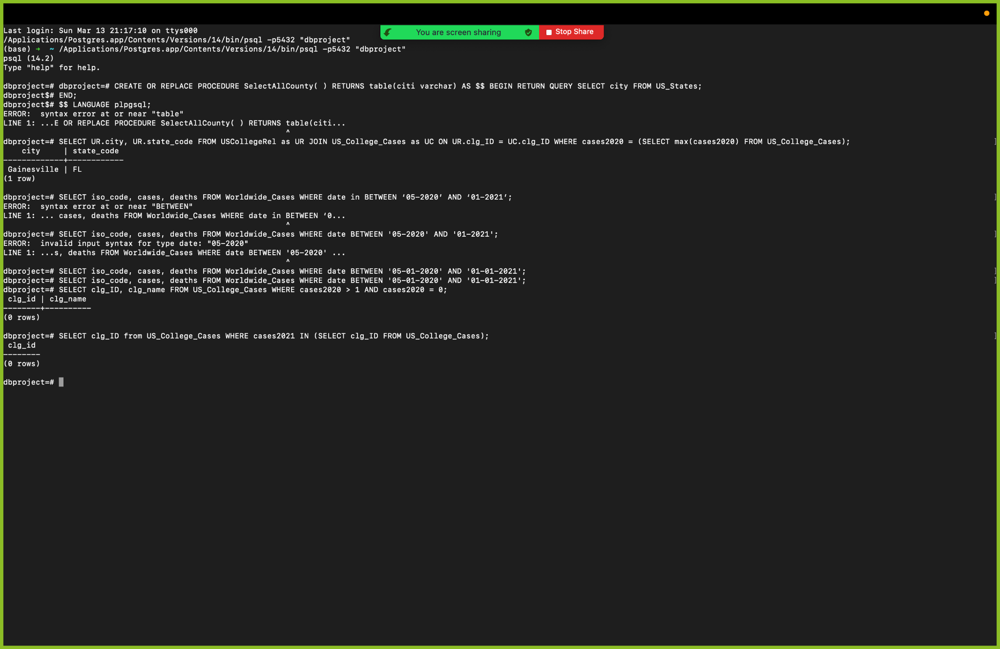 Last login: Sun Mar 13 21:17:10 on ttys000
You are screen sharing
Stop Share
/Applications/Postgres.app/Contents/Versions/14/bin/psql -p5432 "dbproject"
(base) ➜  ~ /Applications/Postgres.app/Contents/Versions/14/bin/psql -p5432 "dbproject"
psql (14.2)
Type "help" for help.
dbproject=# dbproject=# CREATE OR REPLACE PROCEDURE SelectAllCounty( ) RETURNS table(citi varchar) AS $$ BEGIN RETURN QUERY SELECT city FROM US_States;
dbproject$# END;
dbproject$# $$ LANGUAGE plpgsql;
ERROR:  syntax error at or near "table"
LINE 1: ...E OR REPLACE PROCEDURE SelectAllCounty( ) RETURNS table(citi...
^
dbproject=# SELECT UR.city, UR.state_code FROM USCollegeRel as UR JOIN US_College_Cases as UC ON UR.clg_ID = UC.clg_ID WHERE cases2020 = (SELECT max(cases2020) FROM US_College_Cases); ]
    city     | state_code
-------------+------------
 Gainesville | FL
(1 row)
dbproject=# SELECT iso_code, cases, deaths FROM Worldwide_Cases WHERE date in BETWEEN ‘05-2020’ AND ‘01-2021’; ]
ERROR:  syntax error at or near "BETWEEN"
LINE 1: ... cases, deaths FROM Worldwide_Cases WHERE date in BETWEEN ‘0...
^
dbproject=# SELECT iso_code, cases, deaths FROM Worldwide_Cases WHERE date BETWEEN '05-2020' AND '01-2021'; ]
ERROR:  invalid input syntax for type date: "05-2020"
LINE 1: ...s, deaths FROM Worldwide_Cases WHERE date BETWEEN '05-2020' ...
^
dbproject=# SELECT iso_code, cases, deaths FROM Worldwide_Cases WHERE date BETWEEN '05-01-2020' AND '01-01-2021'; ]
dbproject=# SELECT iso_code, cases, deaths FROM Worldwide_Cases WHERE date BETWEEN '05-01-2020' AND '01-01-2021'; ]
dbproject=# SELECT clg_ID, clg_name FROM US_College_Cases WHERE cases2020 > 1 AND cases2020 = 0;
 clg_id | clg_name
--------+----------
(0 rows)
dbproject=# SELECT clg_ID from US_College_Cases WHERE cases2021 IN (SELECT clg_ID FROM US_College_Cases); ]
 clg_id
--------
(0 rows)
dbproject=#